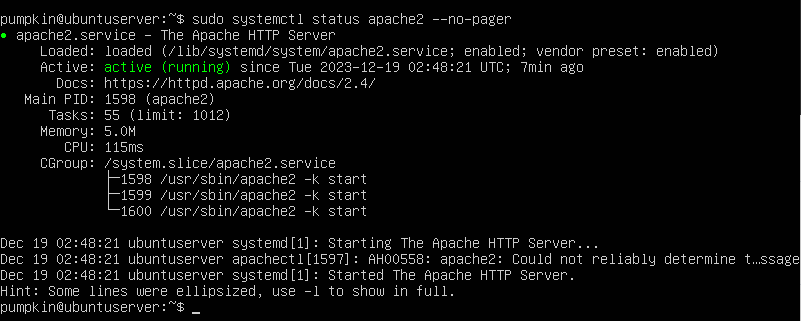 pumpkin@ubuntuserver:~$ sudo systemctl status apache2 --no-pager
● apache2.service - The Apache HTTP Server
     Loaded: loaded (/lib/systemd/system/apache2.service; enabled; vendor preset: enabled)
     Active: active (running) since Tue 2023-12-19 02:48:21 UTC; 7min ago
       Docs: https://httpd.apache.org/docs/2.4/
   Main PID: 1598 (apache2)
      Tasks: 55 (limit: 1012)
     Memory: 5.0M
        CPU: 115ms
     CGroup: /system.slice/apache2.service
             ├─1598 /usr/sbin/apache2 -k start
             ├─1599 /usr/sbin/apache2 -k start
             └─1600 /usr/sbin/apache2 -k start

Dec 19 02:48:21 ubuntuserver systemd[1]: Starting The Apache HTTP Server...
Dec 19 02:48:21 ubuntuserver apachectl[1597]: AH00558: apache2: Could not reliably determine t…ssage
Dec 19 02:48:21 ubuntuserver systemd[1]: Started The Apache HTTP Server.
Hint: Some lines were ellipsized, use -l to show in full.
pumpkin@ubuntuserver:~$ _